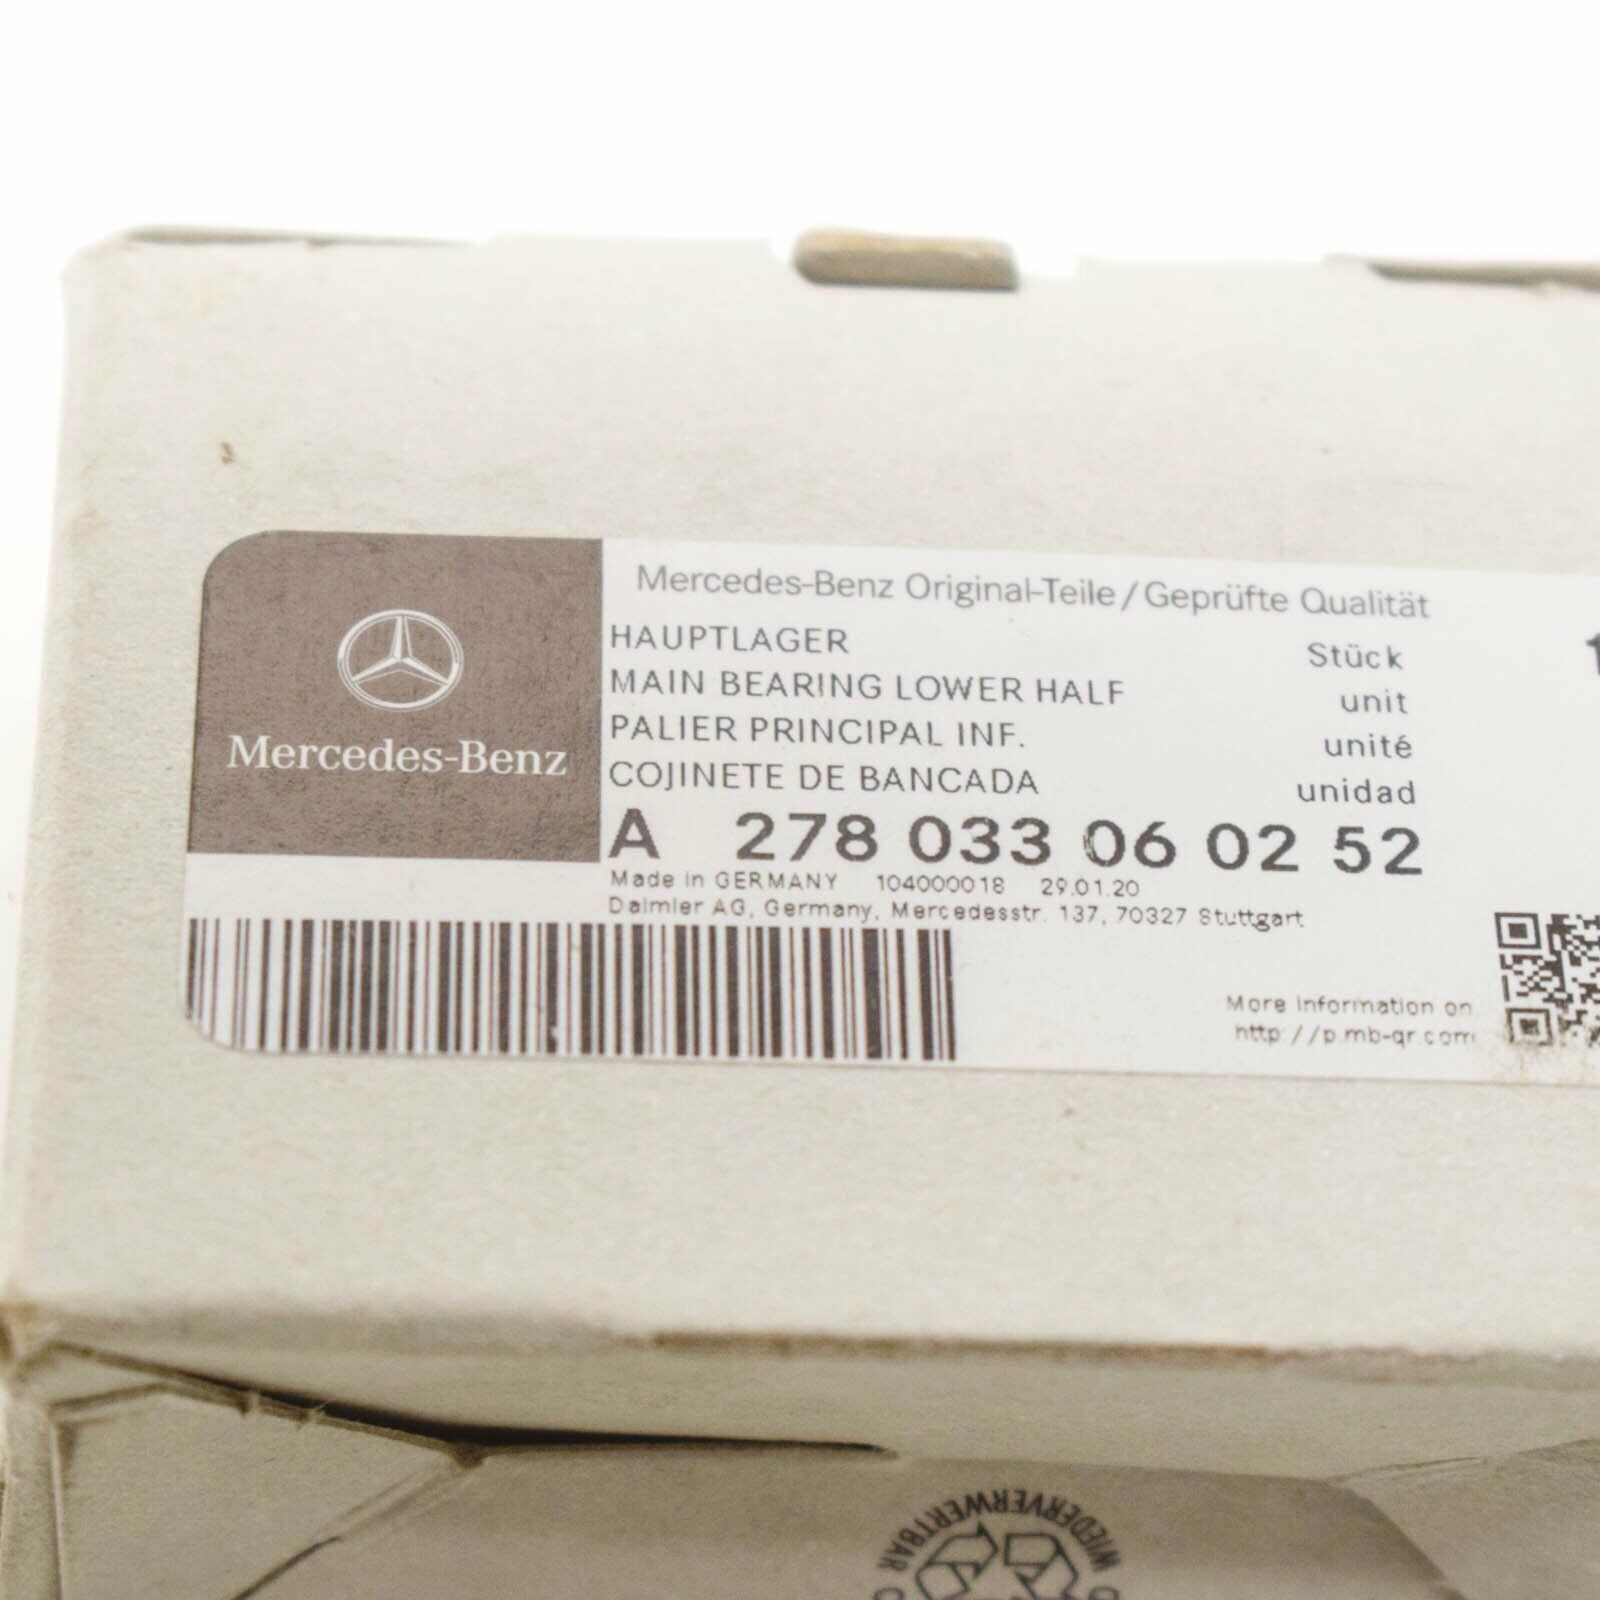 Mercedes-Benz
Mercedes-Benz Original-Teile/Geprüfte Qualität
HAUPTLAGER Stück
MAIN BEARING LOWER HALF unit
PALIER PRINCIPAL INF. unité
COJINETE DE BANCADA unidad
A 278 033 06 02 52
Made in GERMANY 104000018 29.01.20
Daimler AG, Germany, Mercedesstr. 137, 70327 Stuttgart
More information on
http://p.mb-qr.com
WIEDERVERWERTBAR